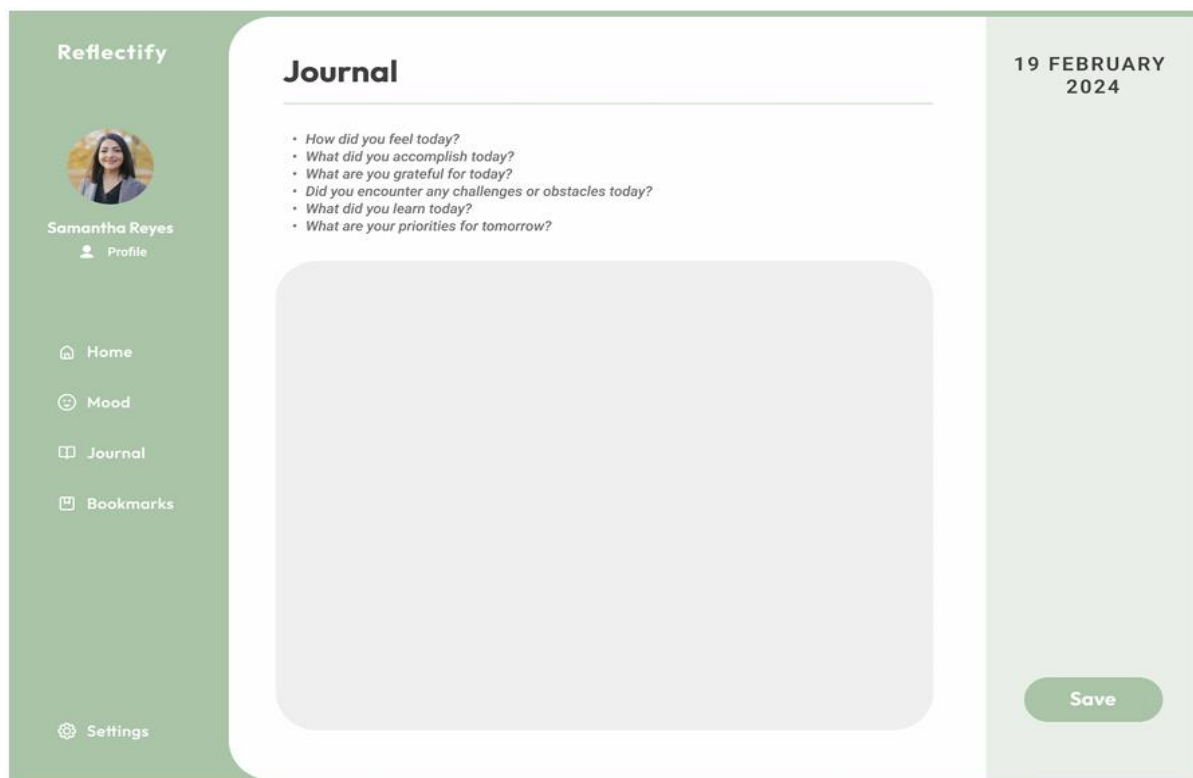 Reflectify
Samantha Reyes
Profile
Home
Mood
Journal
Bookmarks
Settings
Journal
• How did you feel today?
• What did you accomplish today?
• What are you grateful for today?
• Did you encounter any challenges or obstacles today?
• What did you learn today?
• What are your priorities for tomorrow?
19 FEBRUARY
2024
Save